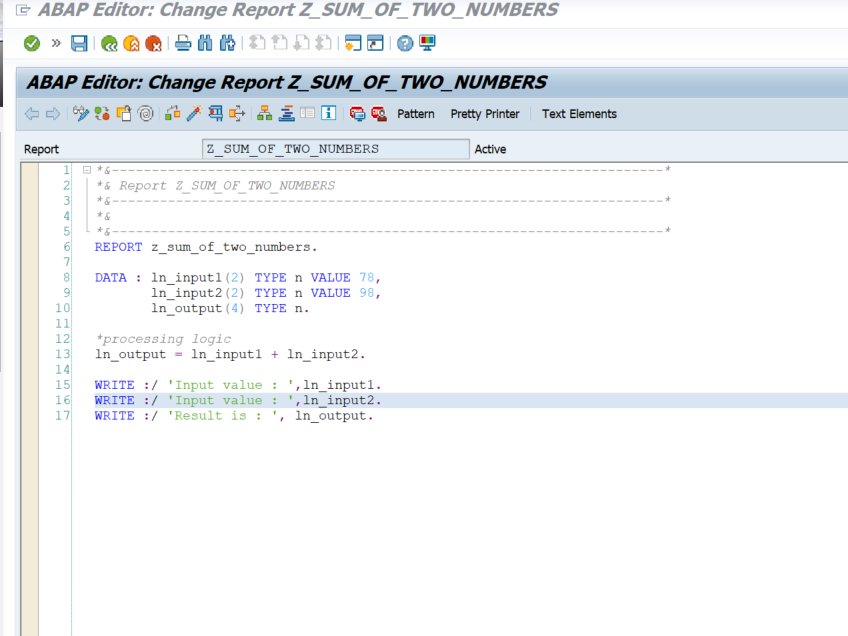 ABAP Editor: Change Report Z_SUM_OF_TWO_NUMBERS
ABAP Editor: Change Report Z_SUM_OF_TWO_NUMBERS
Pattern Pretty Printer Text Elements
Report Z_SUM_OF_TWO_NUMBERS Active
1 *&---------------------------------------------------------------------*
2 *& Report Z_SUM_OF_TWO_NUMBERS
3 *&---------------------------------------------------------------------*
4 *&
5 *&---------------------------------------------------------------------*
6 REPORT z_sum_of_two_numbers.
7
8 DATA : ln_input1(2) TYPE n VALUE 78,
9 ln_input2(2) TYPE n VALUE 98,
10 ln_output(4) TYPE n.
11
12 *processing logic
13 ln_output = ln_input1 + ln_input2.
14
15 WRITE :/ 'Input value : ',ln_input1.
16 WRITE :/ 'Input value : ',ln_input2.
17 WRITE :/ 'Result is : ', ln_output.